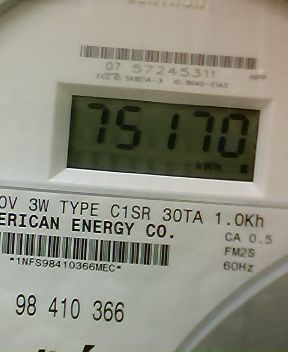 07 57245311
75170
kWh
0V 3W TYPE C1SR 30TA 1.0Kh
ERICAN ENERGY CO.
CA 0.5
FM2S
60Hz
*1NFS98410366MEC*
98 410 366